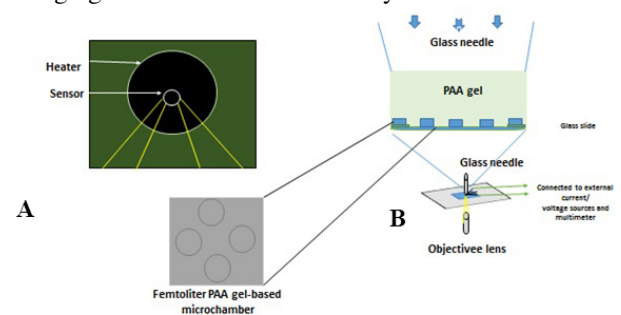 Glass needle
Heater
Sensor
PAA gel
Glass slide
Glass needle
A
B
Connected to external
current/
voltage sources and
multimeter
Objectivee lens
Femtoliter PAA gel-based
microchamber